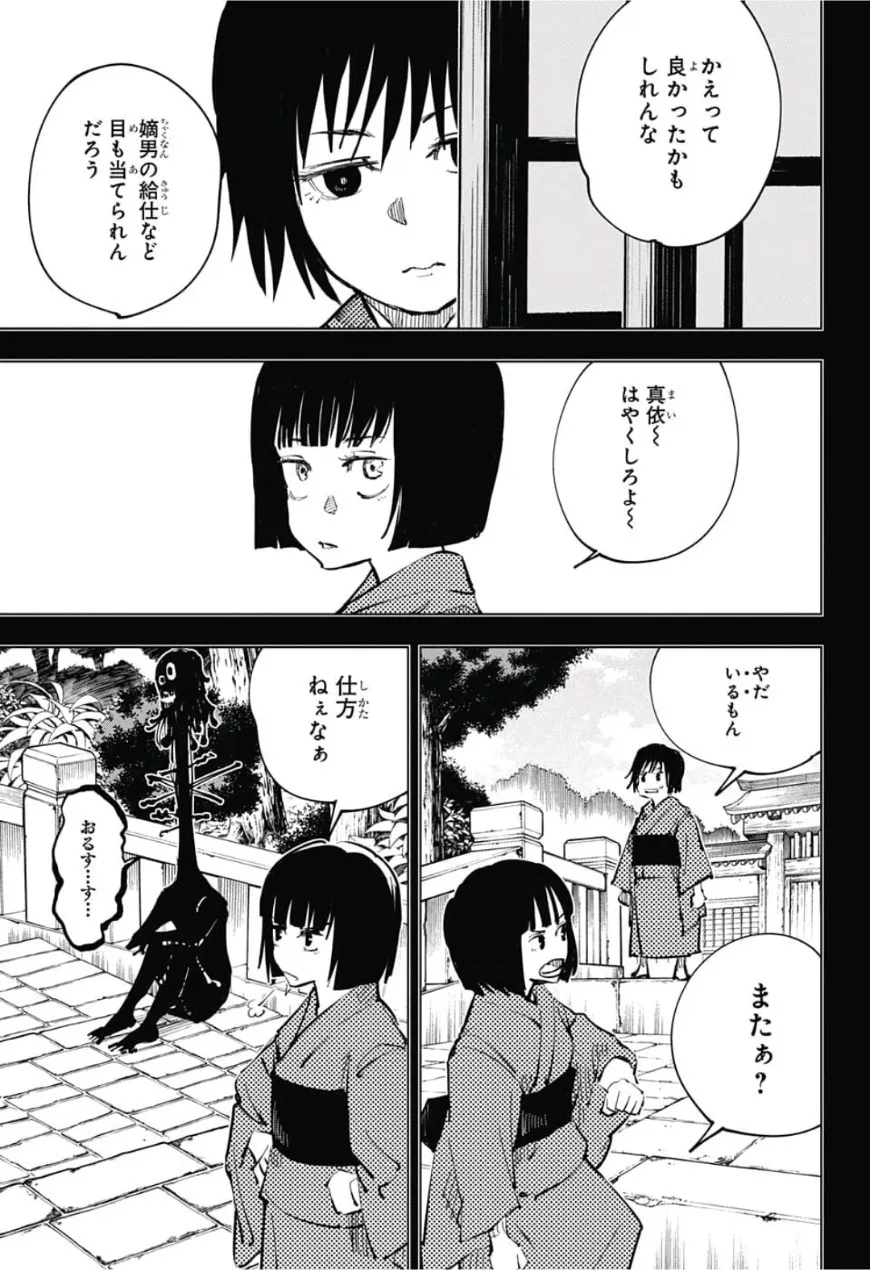 かえって
良かったかも
しれんな
嫡男の給仕など
目も当てられん
だろう
真依〜
はやくしろよ〜
やだ
いるもん
またぁ?
仕方
ねぇなぁ
おるす…す…